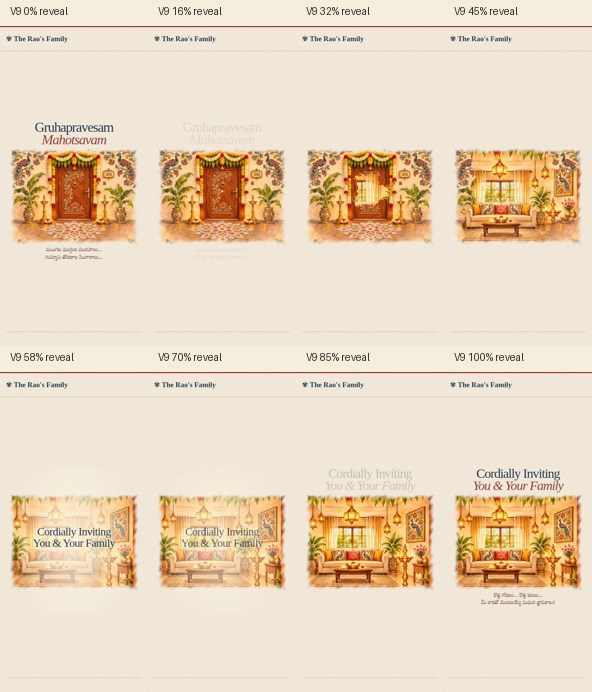 V9 0% reveal
V9 16% reveal
V9 32% reveal
V9 45% reveal
✾ The Rao's Family
✾ The Rao's Family
✾ The Rao's Family
✾ The Rao's Family
Gruhapravesam
Mahotsavam
Gruhapravesam
Mahotsavam
V9 58% reveal
V9 70% reveal
V9 85% reveal
V9 100% reveal
✾ The Rao's Family
✾ The Rao's Family
✾ The Rao's Family
✾ The Rao's Family
Cordially Inviting
You & Your Family
Cordially Inviting
You & Your Family
Cordially Inviting
You & Your Family
Cordially Inviting
You & Your Family